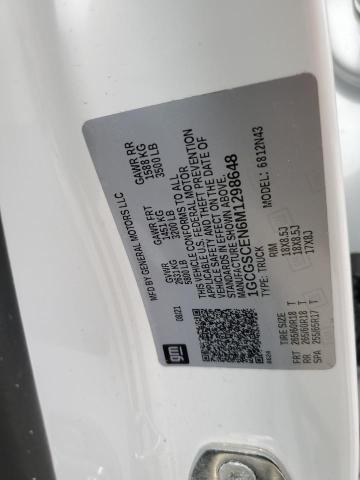 gm
MFD BY GENERAL MOTORS LLC
08/21
GVWR
2631 KG
5800 LB
GAWR FRT
1451 KG
3200 LB
GAWR RR
1588 KG
3500 LB
THIS VEHICLE CONFORMS TO ALL
APPLICABLE U.S. FEDERAL MOTOR
VEHICLE SAFETY AND THEFT PREVENTION
STANDARDS IN EFFECT ON THE DATE OF
MANUFACTURE SHOWN ABOVE.
1GCGSCEN6M1298648
TYPE: TRUCK
MODEL: 6812N43
TIRE SIZE RIM
FRT 265/60R18 T 18X8.5J
RR 265/60R18 T 18X8.5J
SPA 255/65R17 T 17X8J